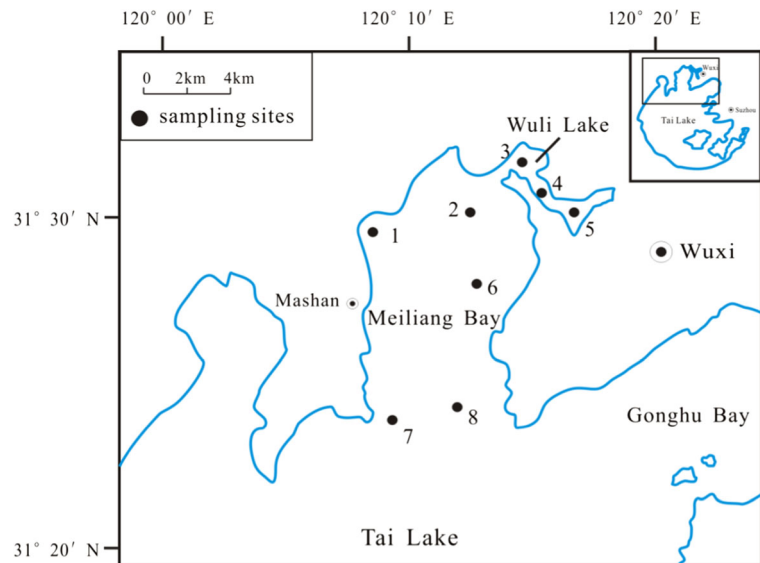 120° 00′ E
120° 10′ E
120° 20′ E
0 2km 4km
sampling sites
Wuxi
Suzhou
Tai Lake
Wuli Lake
3
4
31° 30′ N
2
1
5
Wuxi
6
Mashan
Meiliang Bay
8
7
Gonghu Bay
Tai Lake
31° 20′ N